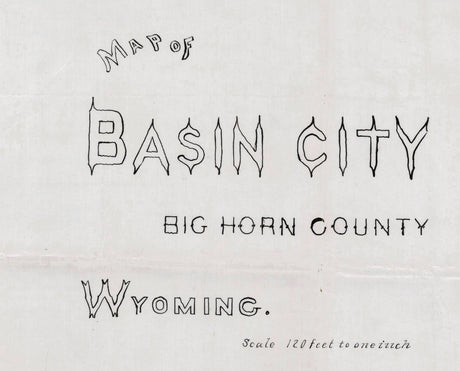 MAP OF
BASIN CITY
BIG HORN COUNTY
WYOMING.
Scale 120 feet to one inch